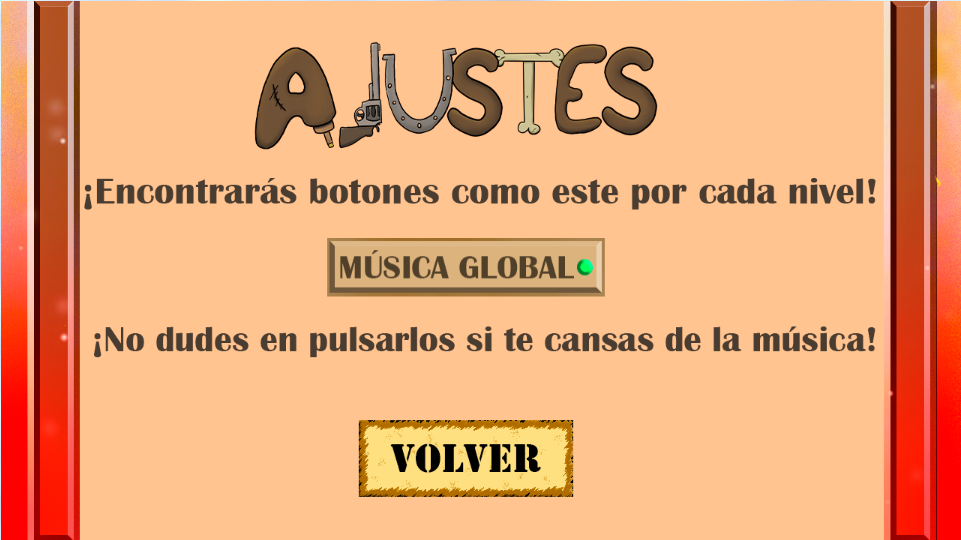 AJUSTES
¡Encontrarás botones como este por cada nivel!
MÚSICA GLOBAL
¡No dudes en pulsarlos si te cansas de la música!
VOLVER